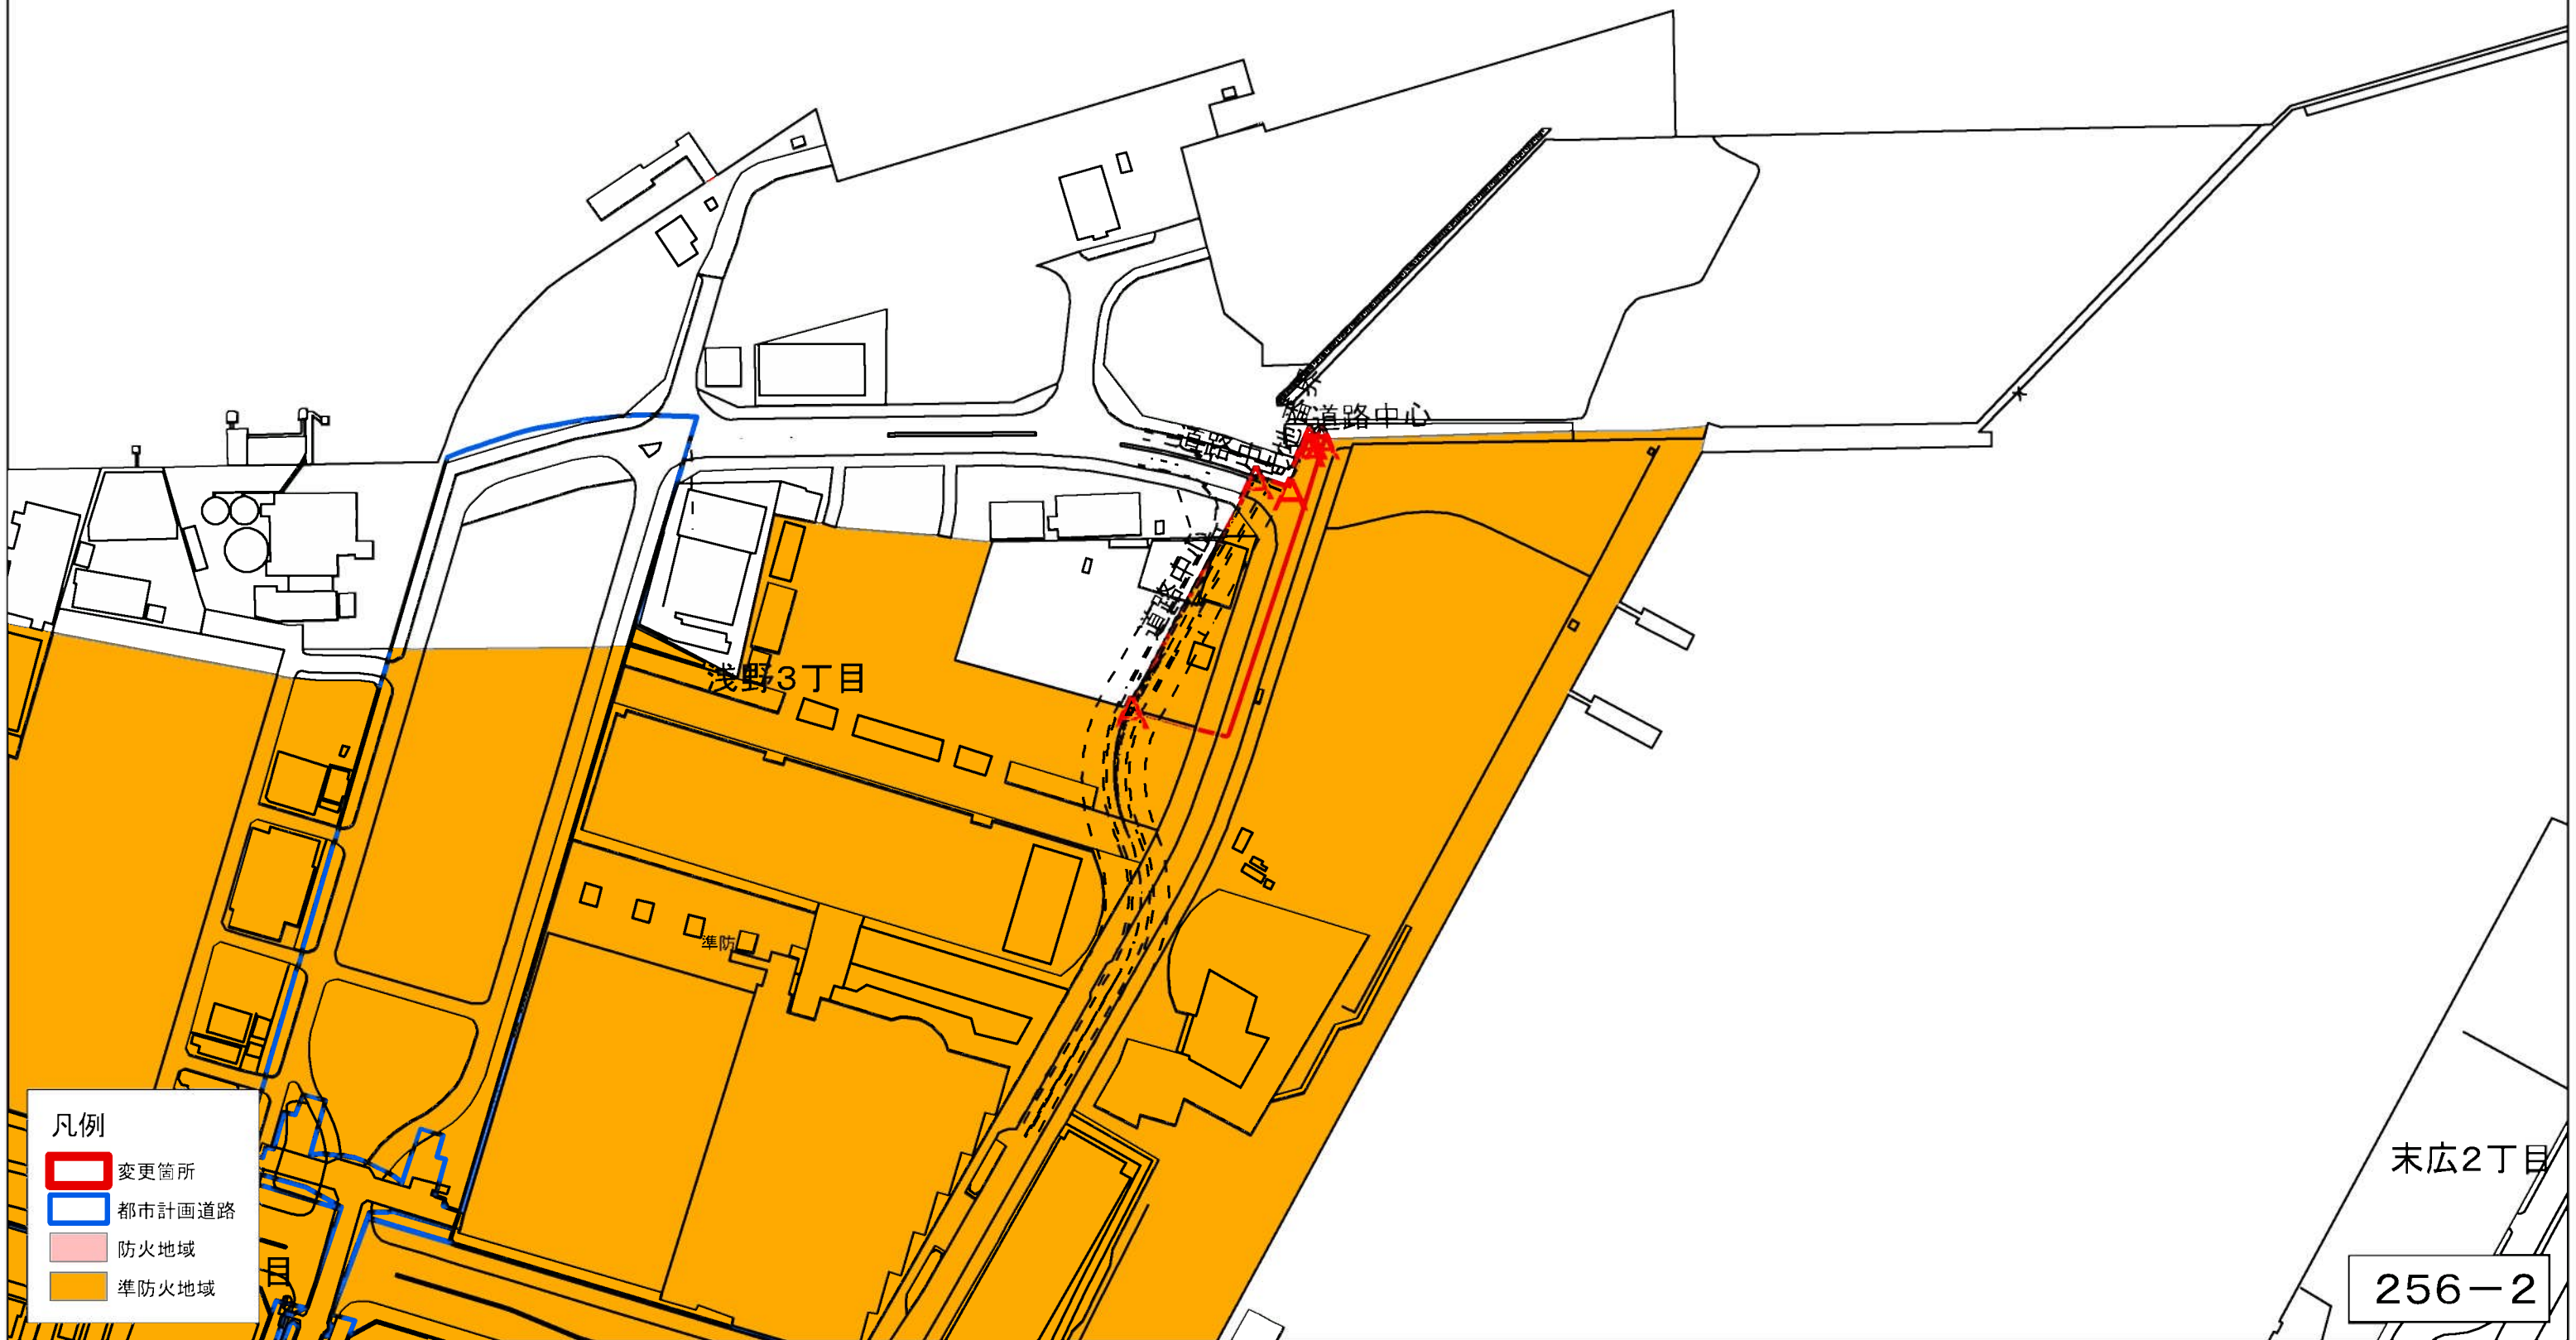 道路中心
道路中心
道路中心
A
A
A
浅野3丁目
準防
末広2丁目
凡例
変更箇所
都市計画道路
防火地域
準防火地域
目
256-2